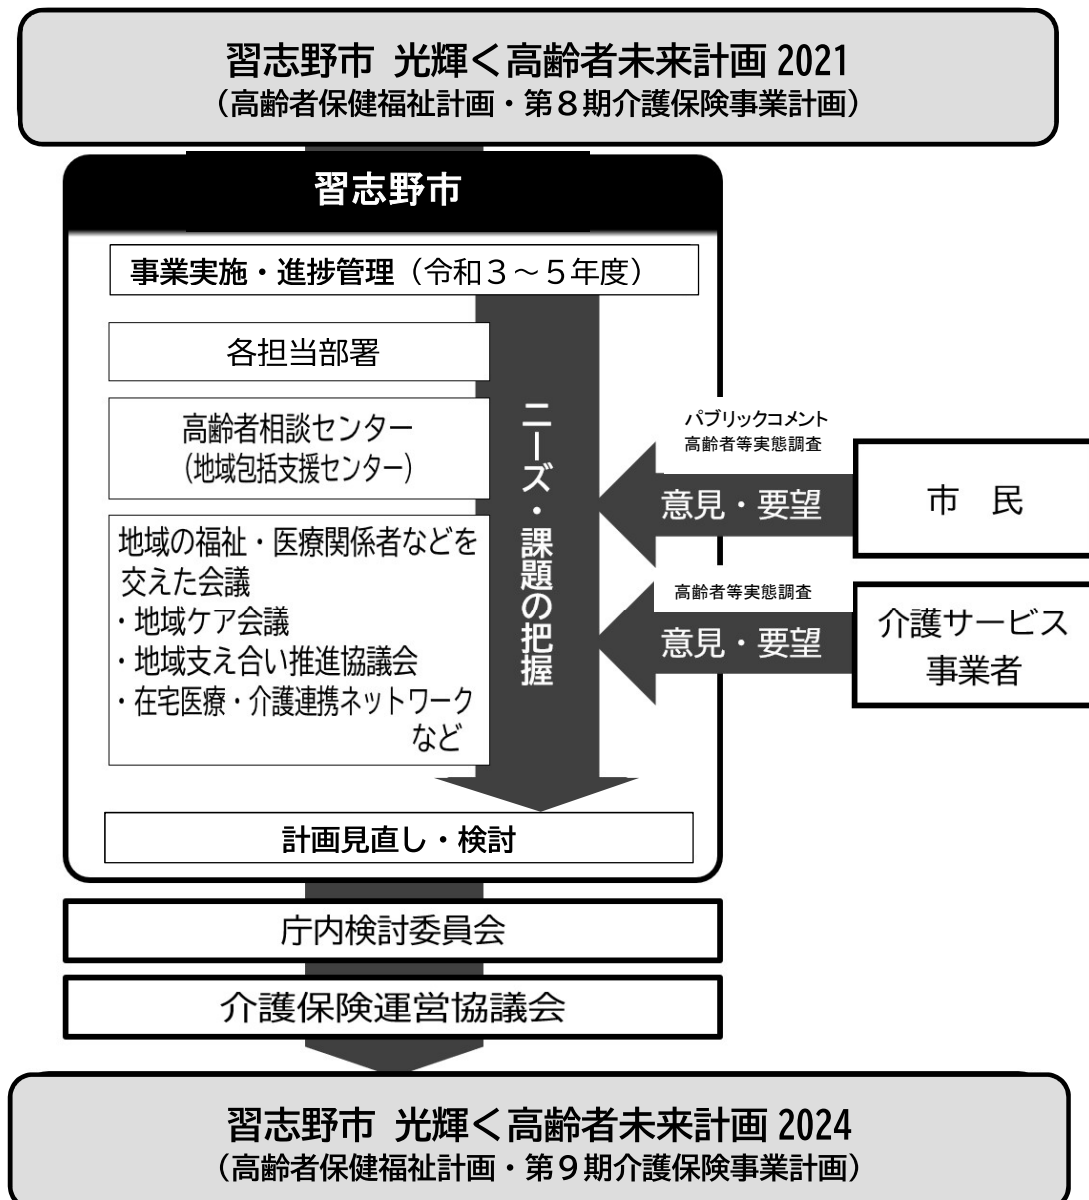 習志野市 光輝く高齢者未来計画 2021
（高齢者保健福祉計画・第８期介護保険事業計画）
習志野市
事業実施・進捗管理（令和３～５年度）
各担当部署
高齢者相談センター
（地域包括支援センター）
地域の福祉・医療関係者などを
交えた会議
・地域ケア会議
・地域支え合い推進協議会
・在宅医療・介護連携ネットワーク
など
ニーズ・課題の把握
パブリックコメント
高齢者等実態調査
意見・要望
市　民
高齢者等実態調査
意見・要望
介護サービス
事業者
計画見直し・検討
庁内検討委員会
介護保険運営協議会
習志野市 光輝く高齢者未来計画 2024
（高齢者保健福祉計画・第９期介護保険事業計画）